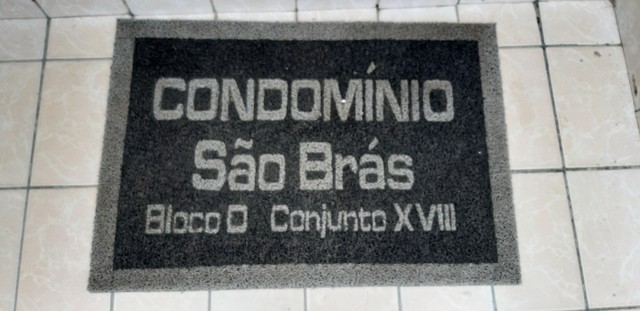 CONDOMÍNIO
São Brás
Bloco D Conjunto XVIII